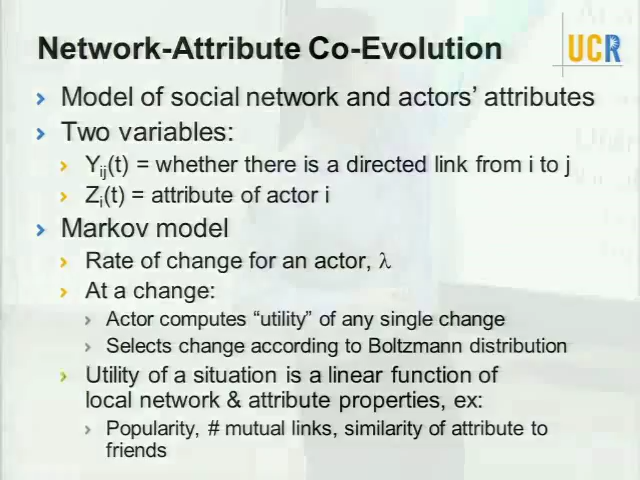 Network-Attribute Co-Evolution
UCR
Model of social network and actors' attributes
Two variables:
Yij(t) = whether there is a directed link from i to j
Zi(t) = attribute of actor i
Markov model
Rate of change for an actor, λ
At a change:
Actor computes "utility" of any single change
Selects change according to Boltzmann distribution
Utility of a situation is a linear function of
local network & attribute properties, ex:
Popularity, # mutual links, similarity of attribute to
friends